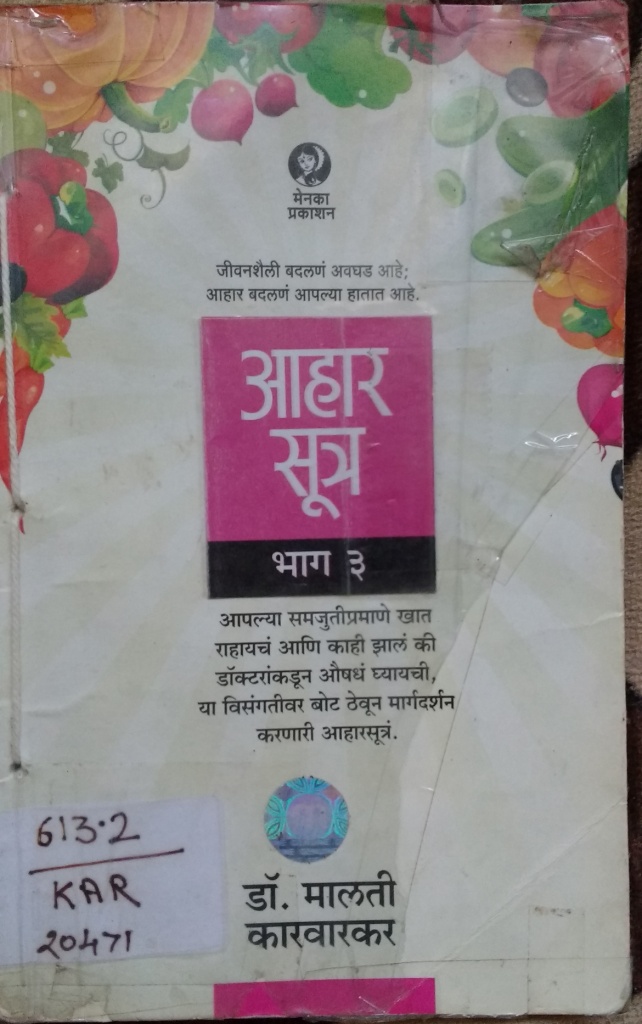 मेनका
प्रकाशन
जीवनशैली बदलणं अवघड आहे;
आहार बदलणं आपल्या हातात आहे.
आहार
सूत्र
भाग ३
आपल्या समजुतीप्रमाणे खात
राहायचं आणि काही झालं की
डॉक्टरांकडून औषधं घ्यायची,
या विसंगतीवर बोट ठेवून मार्गदर्शन
करणारी आहारसूत्रं.
613.2
KAR
20471
डॉ. मालती
कारवारकर